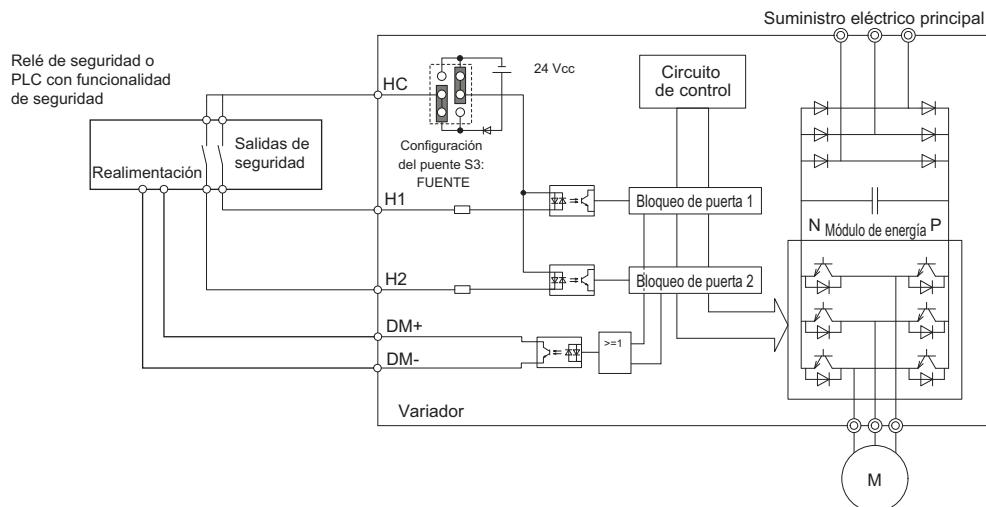 Suministro eléctrico principal
Relé de seguridad o
PLC con funcionalidad
de seguridad
HC
24 Vcc
Circuito
de control
Salidas de
seguridad
Realimentación
Configuración
del puente S3:
FUENTE
H1
Bloqueo de puerta 1
N Módulo de energía P
H2
Bloqueo de puerta 2
DM+
>=1
DM-
Variador
M